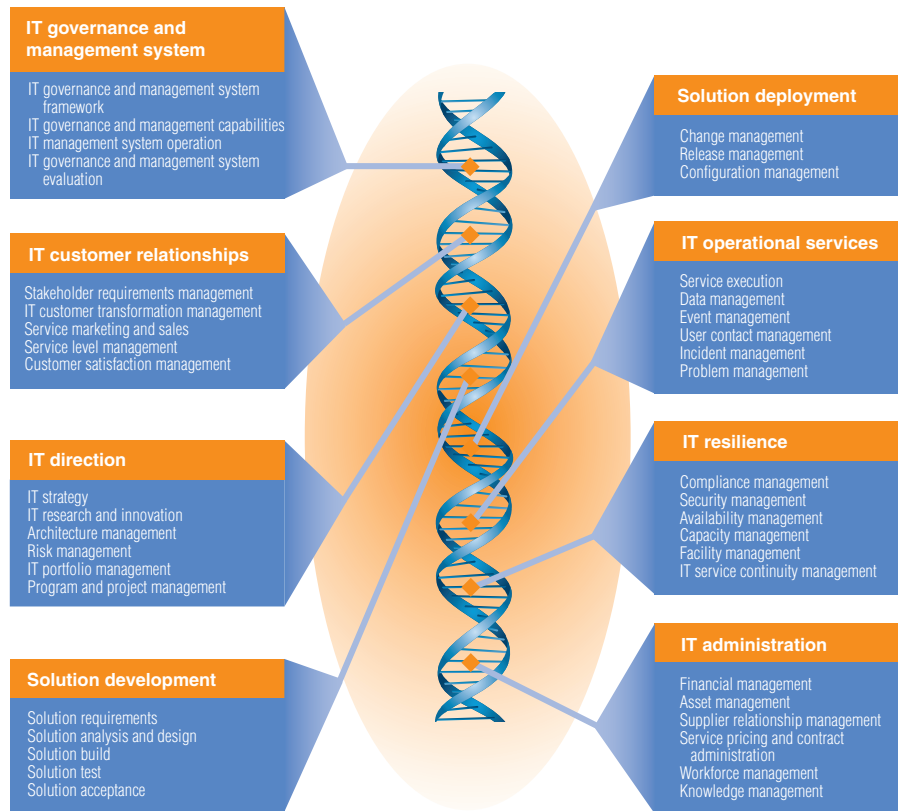 IT governance and
management system
IT governance and management system
framework
IT governance and management capabilities
IT management system operation
IT governance and management system
evaluation
IT customer relationships
Stakeholder requirements management
IT customer transformation management
Service marketing and sales
Service level management
Customer satisfaction management
IT direction
IT strategy
IT research and innovation
Architecture management
Risk management
IT portfolio management
Program and project management
Solution development
Solution requirements
Solution analysis and design
Solution build
Solution test
Solution acceptance
Solution deployment
Change management
Release management
Configuration management
IT operational services
Service execution
Data management
Event management
User contact management
Incident management
Problem management
IT resilience
Compliance management
Security management
Availability management
Capacity management
Facility management
IT service continuity management
IT administration
Financial management
Asset management
Supplier relationship management
Service pricing and contract
administration
Workforce management
Knowledge management